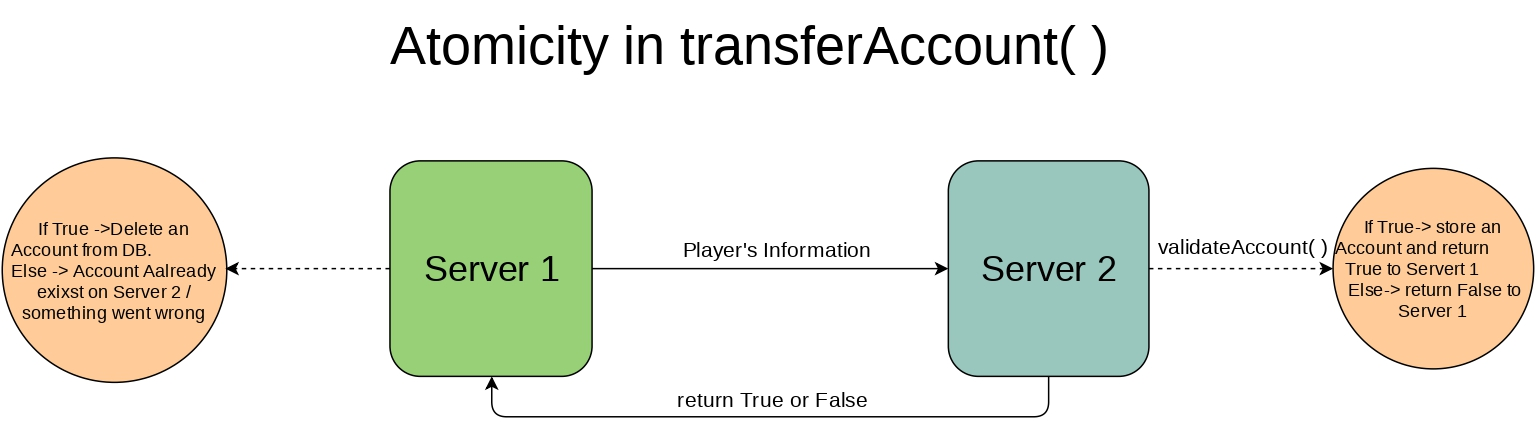 Atomicity in transferAccount( )
If True ->Delete an
Account from DB.
Else -> Account Aalready
exixst on Server 2 /
something went wrong
Server 1
Player's Information
Server 2
validateAccount( )
If True-> store an
Account and return
True to Servert 1
Else-> return False to
Server 1
return True or False